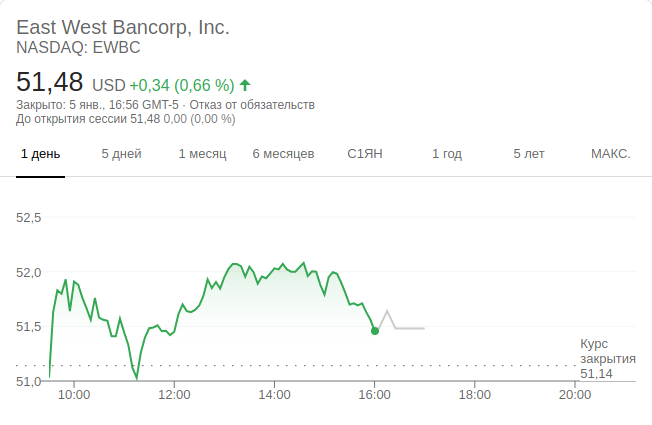 East West Bancorp, Inc.
NASDAQ: EWBC
51,48 USD +0,34 (0,66 %)
Закрыто: 5 янв., 16:56 GMT-5 · Отказ от обязательств
До открытия сессии 51,48 0,00 (0,00 %)
1 день 5 дней 1 месяц 6 месяцев С1ЯН 1 год 5 лет МАКС.
52,5
52,0
51,5
Курс
закрытия
51,14
51,0
10:00 12:00 14:00 16:00 18:00 20:00